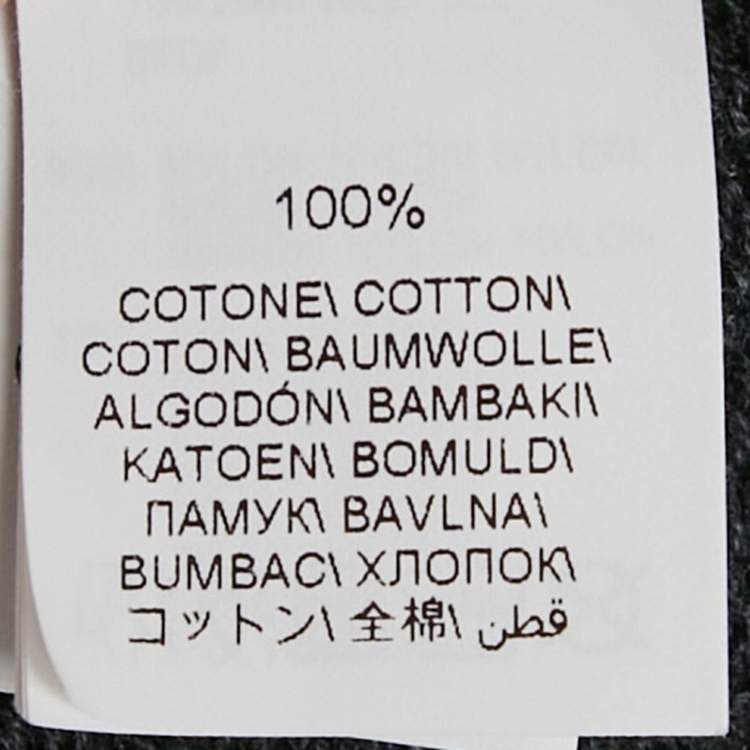 100%
COTONE\ COTTON\
COTON\ BAUMWOLLE\
ALGODÓN\ BAMBAKI\
KATOEN\ BOMULD\
ПАМУК\ BAVLNA\
BUMBAC\ ХЛОПОК\
コットン\ 全棉\ قطن